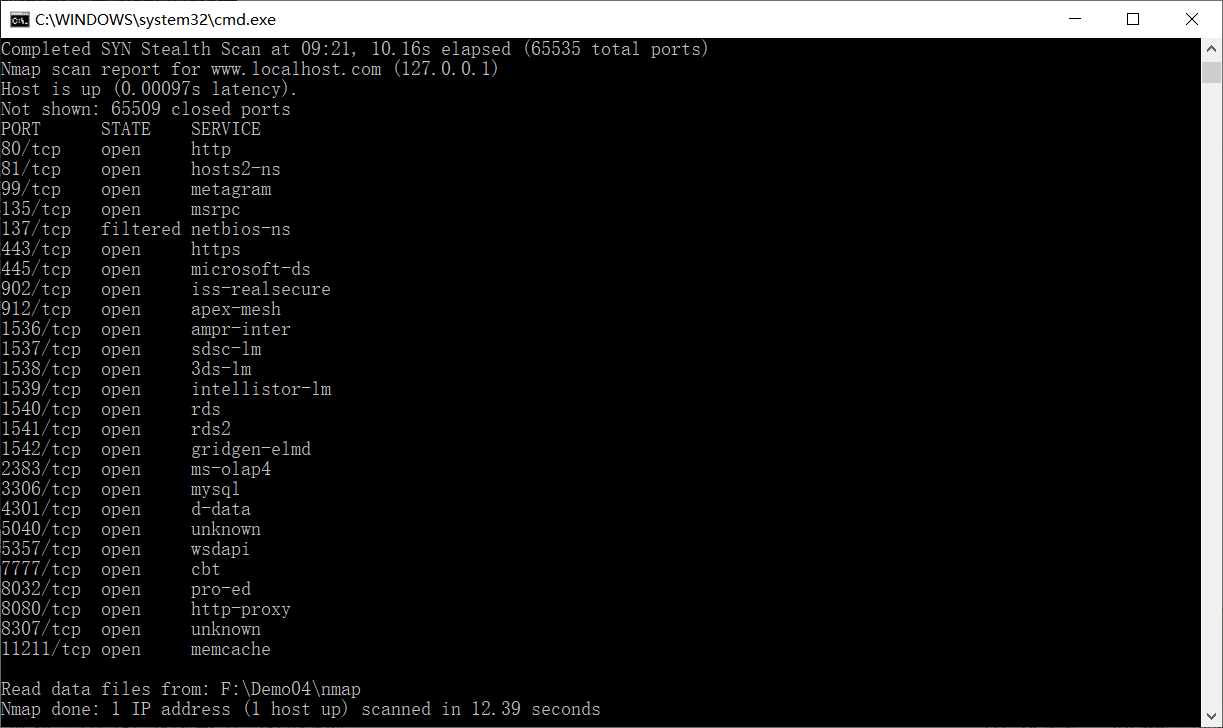 C:\WINDOWS\system32\cmd.exe
Completed SYN Stealth Scan at 09:21, 10.16s elapsed (65535 total ports)
Nmap scan report for www.localhost.com (127.0.0.1)
Host is up (0.00097s latency).
Not shown: 65509 closed ports
PORT      STATE    SERVICE
80/tcp    open     http
81/tcp    open     hosts2-ns
99/tcp    open     metagram
135/tcp   open     msrpc
137/tcp   filtered netbios-ns
443/tcp   open     https
445/tcp   open     microsoft-ds
902/tcp   open     iss-realsecure
912/tcp   open     apex-mesh
1536/tcp  open     ampr-inter
1537/tcp  open     sdsc-lm
1538/tcp  open     3ds-lm
1539/tcp  open     intellistor-lm
1540/tcp  open     rds
1541/tcp  open     rds2
1542/tcp  open     gridgen-elmd
2383/tcp  open     ms-olap4
3306/tcp  open     mysql
4301/tcp  open     d-data
5040/tcp  open     unknown
5357/tcp  open     wsdapi
7777/tcp  open     cbt
8032/tcp  open     pro-ed
8080/tcp  open     http-proxy
8307/tcp  open     unknown
11211/tcp open     memcache
Read data files from: F:\Demo04\nmap
Nmap done: 1 IP address (1 host up) scanned in 12.39 seconds